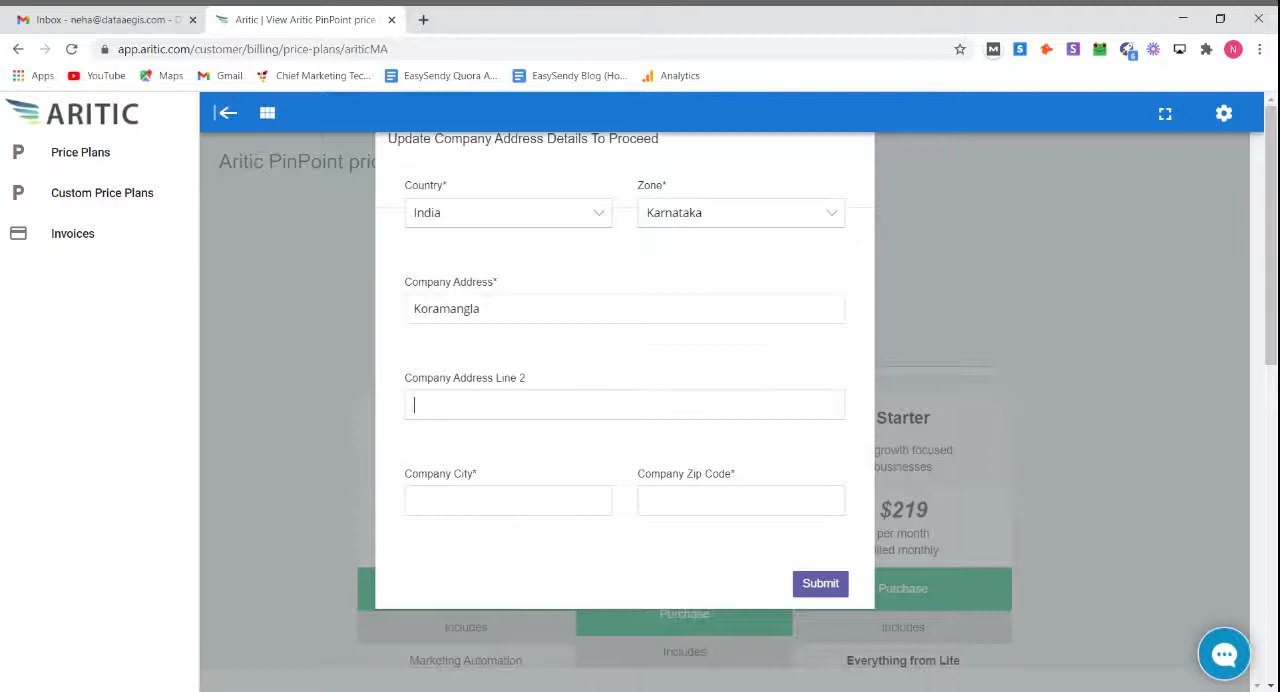 Inbox - neha@dataaegis.com - D
Aritic | View Aritic PinPoint price
app.aritic.com/customer/billing/price-plans/ariticMA
N
Apps
YouTube
Maps
Gmail
Chief Marketing Tec...
EasySendy Quora A...
EasySendy Blog (Ho...
Analytics
ARITIC
Price Plans
Custom Price Plans
Invoices
Aritic PinPoint pric
Update Company Address Details To Proceed
Country*
Zone*
India
Karnataka
Company Address*
Koramangla
Company Address Line 2
Company City*
Company Zip Code*
Submit
Starter
growth focused
businesses
$219
per month
billed monthly
Purchase
Purchase
Includes
Includes
Includes
Marketing Automation
Everything from Life